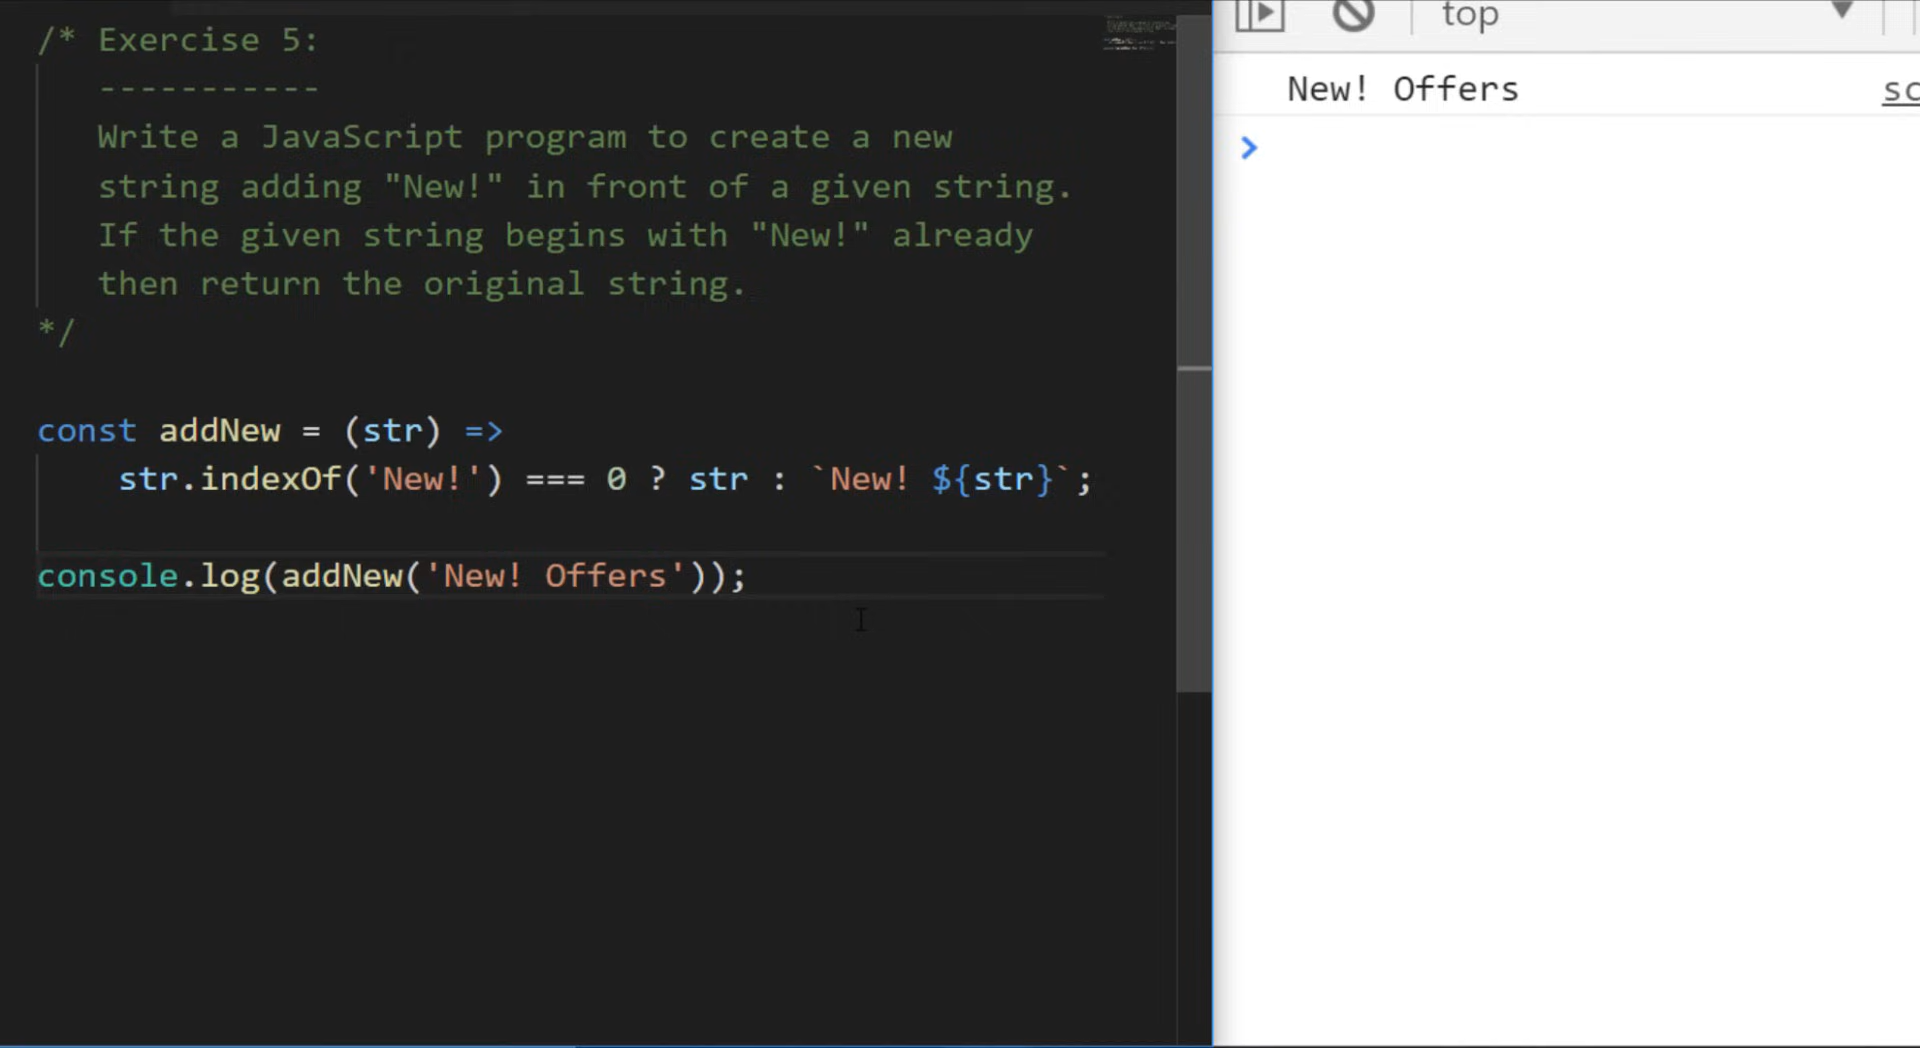 /* Exercise 5:
-----------
Write a JavaScript program to create a new
string adding "New!" in front of a given string.
If the given string begins with "New!" already
then return the original string.
*/
const addNew = (str) =>
str.indexOf('New!') === 0 ? str : `New! ${str}`;
console.log(addNew('New! Offers'));
top
New! Offers
sc
>